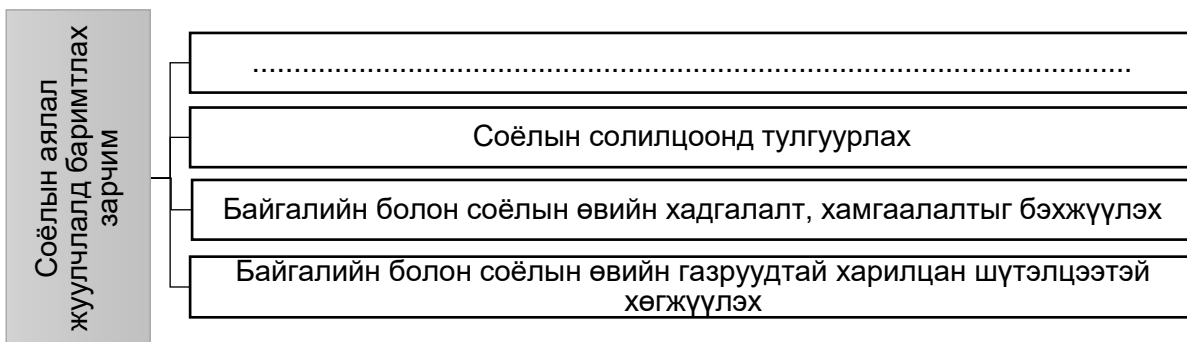 Соёлын аялал
жуулчлалд баримтлах
зарчим
.............................................................................................................
Соёлын солилцоонд тулгуурлах
Байгалийн болон соёлын өвийн хадгалалт, хамгаалалтыг бэхжүүлэх
Байгалийн болон соёлын өвийн газруудтай харилцан шүтэлцээтэй
хөгжүүлэх